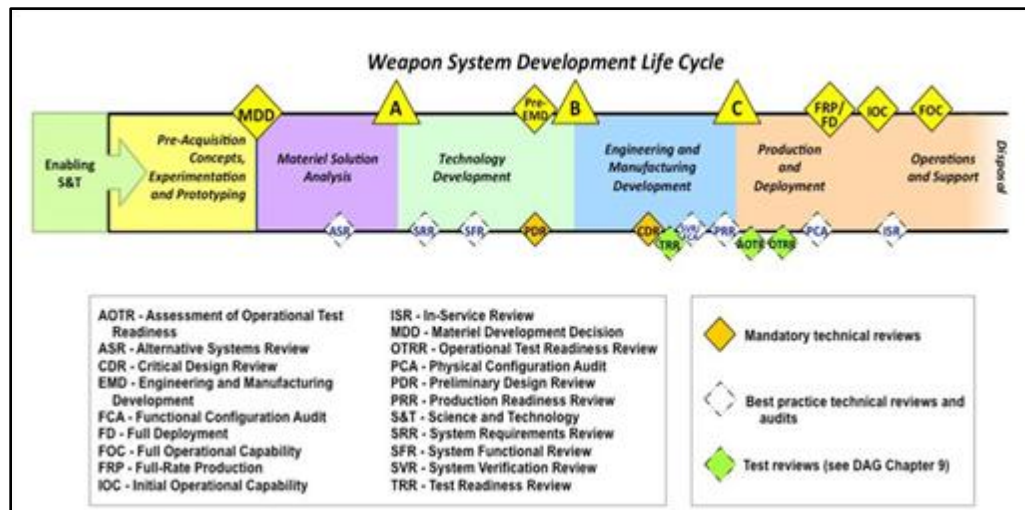 Weapon System Development Life Cycle
MDD
A
Pre-
EMD
B
C
FRP/
FD
IOC
FOC
Enabling
S&T
Pre-Acquisition
Concepts,
Experimentation
and Prototyping
Materiel Solution
Analysis
Technology
Development
Engineering and
Manufacturing
Development
Production
and
Deployment
Operations
and Support
Disposal
ASR
SRR
SFR
PDR
CDR
TRR
SVR/
FCA
PRR
AOTR
OTRR
PCA
ISR
AOTR - Assessment of Operational Test
Readiness
ASR - Alternative Systems Review
CDR - Critical Design Review
EMD - Engineering and Manufacturing
Development
FCA - Functional Configuration Audit
FD - Full Deployment
FOC - Full Operational Capability
FRP - Full-Rate Production
IOC - Initial Operational Capability
ISR - In-Service Review
MDD - Materiel Development Decision
OTRR - Operational Test Readiness Review
PCA - Physical Configuration Audit
PDR - Preliminary Design Review
PRR - Production Readiness Review
S&T - Science and Technology
SRR - System Requirements Review
SFR - System Functional Review
SVR - System Verification Review
TRR - Test Readiness Review
Mandatory technical reviews
Best practice technical reviews and
audits
Test reviews (see DAG Chapter 9)